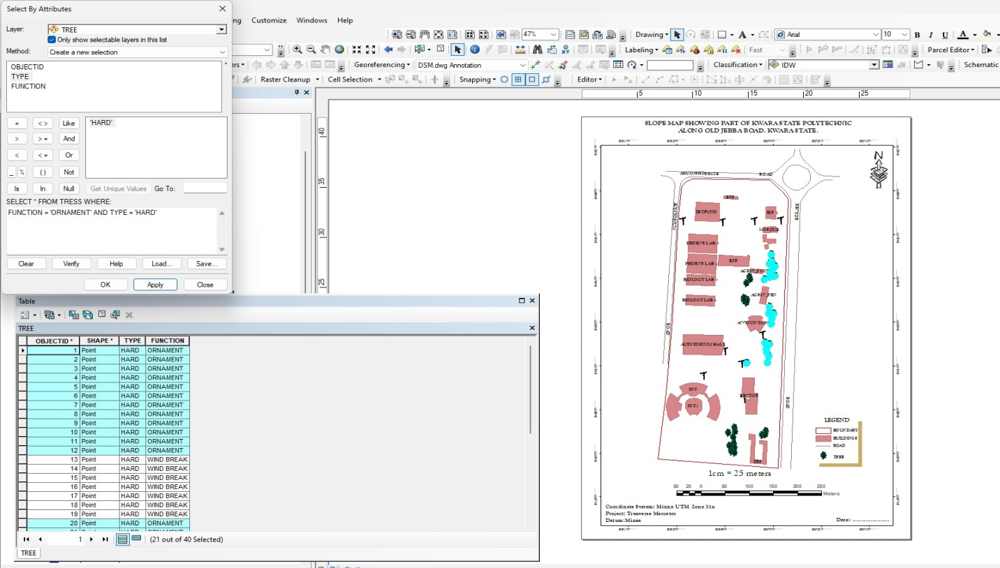 Select By Attributes
Layer:
TREE
Only show selectable layers in this list
Method:
Create a new selection
OBJECTID
TYPE
FUNCTION
=
< >
Like
'HARD'
>
> =
And
<
< =
Or
_
%
( )
Not
Is
In
Null
Get Unique Values
Go To:
SELECT * FROM TRESS WHERE:
FUNCTION = 'ORNAMENT' AND TYPE = 'HARD'
Clear
Verify
Help
Load...
Save...
OK
Apply
Close
ng Customize Windows Help
47%
Drawing
A
Arial
10
B I U A
Labeling
Fast
Parcel Editor
Georeferencing
DSM.dwg Annotation
Classification
IDW
Schematic
Raster Cleanup
Cell Selection
Snapping
Editor
5 10 15 20 25
40
35
30
25
Table
TREE
OBJECTID * SHAPE * TYPE FUNCTION
1 Point HARD ORNAMENT
2 Point HARD ORNAMENT
3 Point HARD ORNAMENT
4 Point HARD ORNAMENT
5 Point HARD ORNAMENT
6 Point HARD ORNAMENT
7 Point HARD ORNAMENT
8 Point HARD ORNAMENT
9 Point HARD ORNAMENT
10 Point HARD ORNAMENT
11 Point HARD ORNAMENT
12 Point HARD ORNAMENT
13 Point HARD WIND BREAK
14 Point HARD WIND BREAK
15 Point HARD WIND BREAK
16 Point HARD WIND BREAK
17 Point HARD WIND BREAK
18 Point HARD WIND BREAK
19 Point HARD WIND BREAK
20 Point HARD ORNAMENT
1
(21 out of 40 Selected)
TREE
SLOPE MAP SHOWING PART OF KWARA STATE POLYTECHNIC
ALONG OLD JEBBA ROAD. KWARA STATE.
N
ROAD
TETFUND
MOSQUE
PHYSICS LAB
PHYSICS LAB
BIOLOGY LAB
BIOLOGY LAB
AUDITORIUM HALL
IOT
RECTOR
ROAD
ROAD
LEGEND
BOUNDARY
BUILDINGS
ROAD
TREE
1cm = 25 meters
50 25 0 50 100 150 200 250
Meters
Coordinate System: Minna UTM Zone 31n
Project: Tranverse Mercator
Datum:Minna
Date: